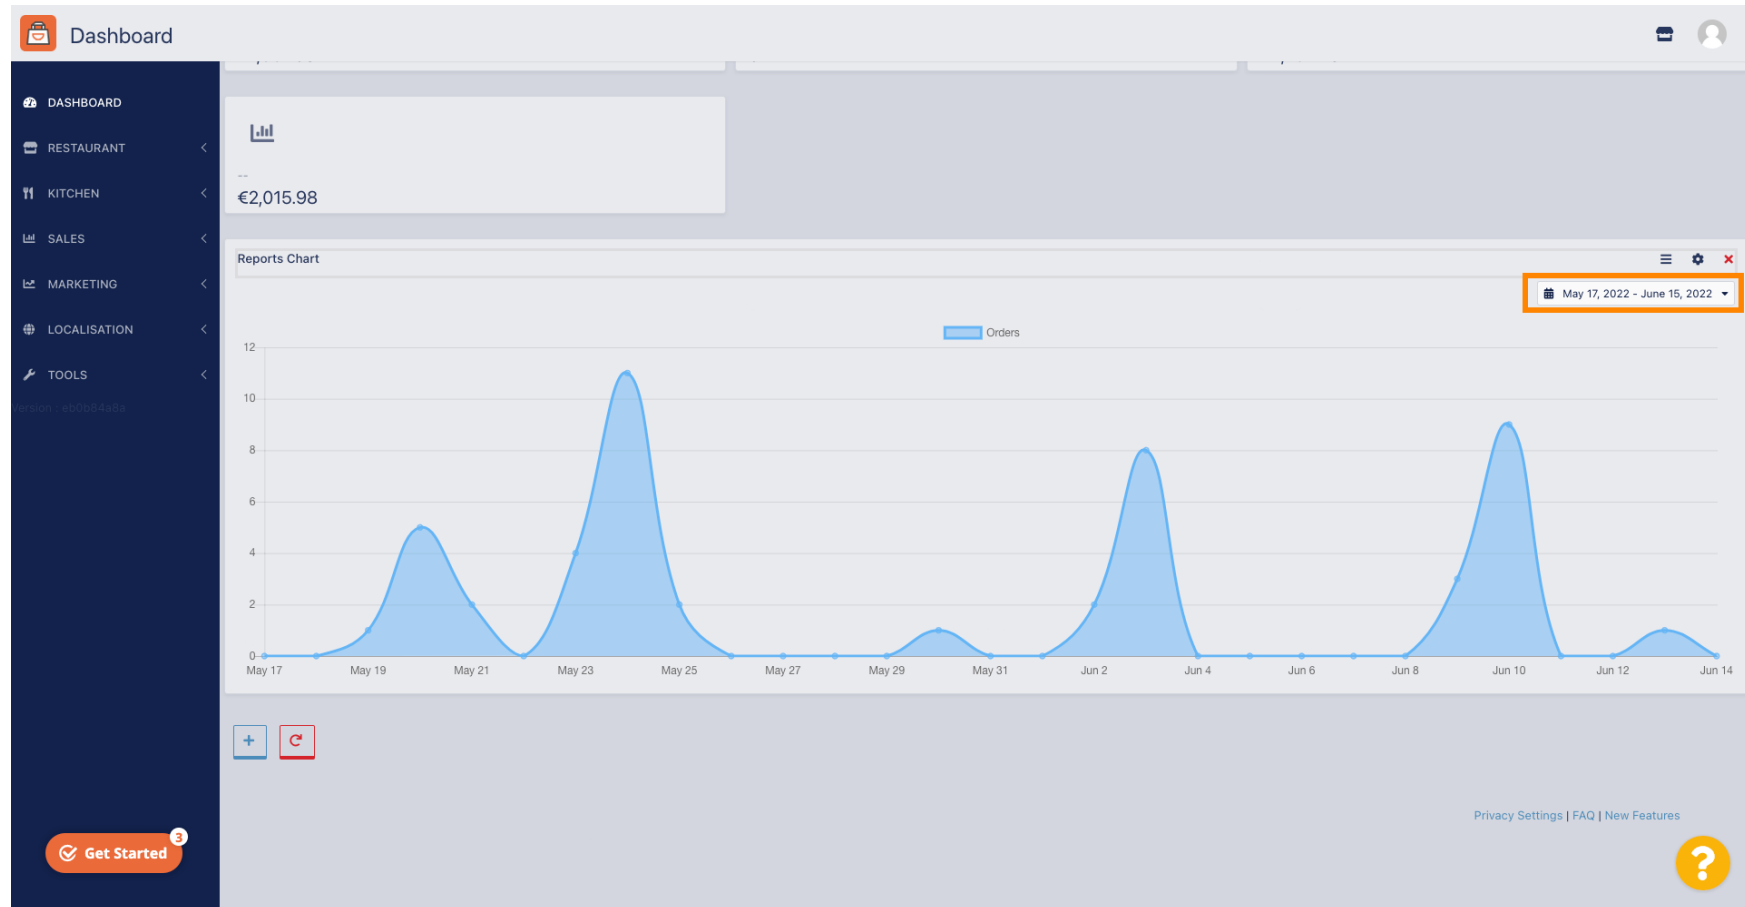 Dashboard
DASHBOARD
RESTAURANT
KITCHEN
SALES
MARKETING
LOCALISATION
TOOLS
Version : eb0b84a8a
--
€2,015.98
Reports Chart
May 17, 2022 - June 15, 2022
Orders
12
10
8
6
4
2
0
May 17 May 19 May 21 May 23 May 25 May 27 May 29 May 31 Jun 2 Jun 4 Jun 6 Jun 8 Jun 10 Jun 12 Jun 14
Privacy Settings | FAQ | New Features
Get Started 3
?